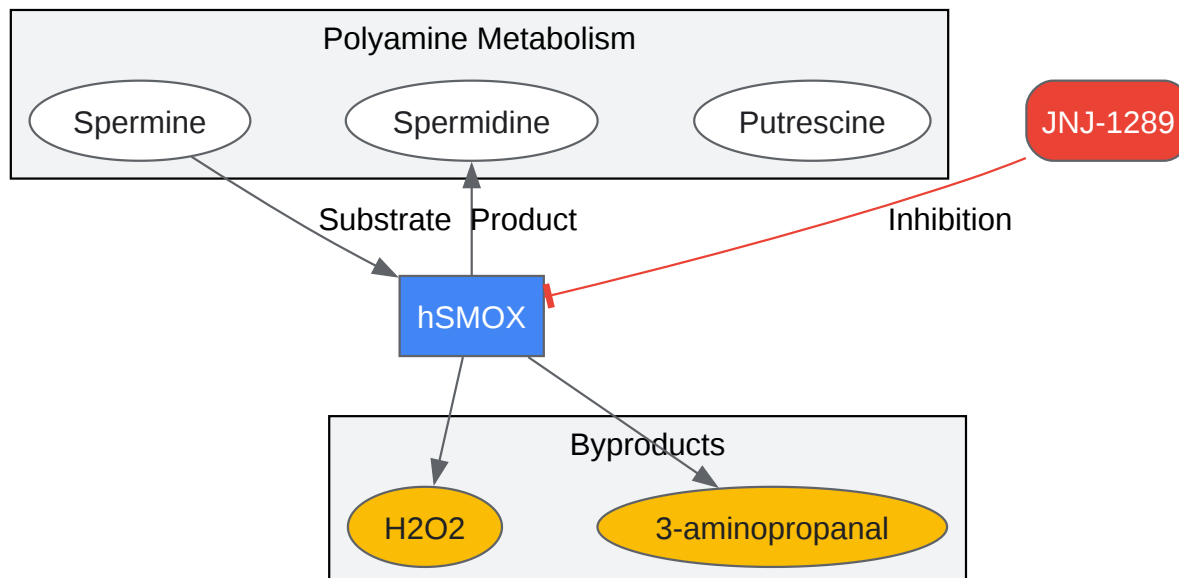 Polyamine Metabolism
Spermine
Spermidine
Putrescine
JNJ-1289
Substrate
Product
Inhibition
hSMOX
Byproducts
H2O2
3-aminopropanal